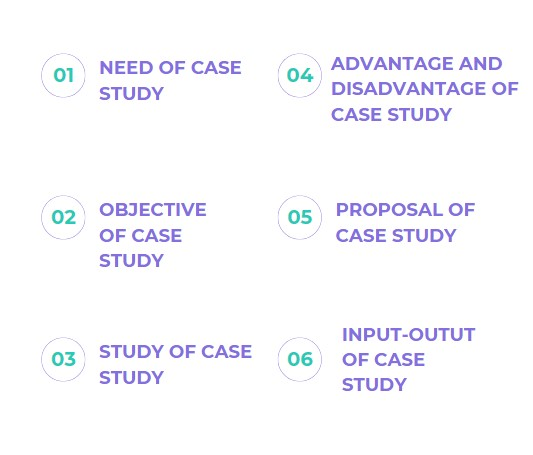 01
NEED OF CASE
STUDY
02
OBJECTIVE
OF CASE
STUDY
03
STUDY OF CASE
STUDY
04
ADVANTAGE AND
DISADVANTAGE OF
CASE STUDY
05
PROPOSAL OF
CASE STUDY
06
INPUT-OUTUT
OF CASE
STUDY